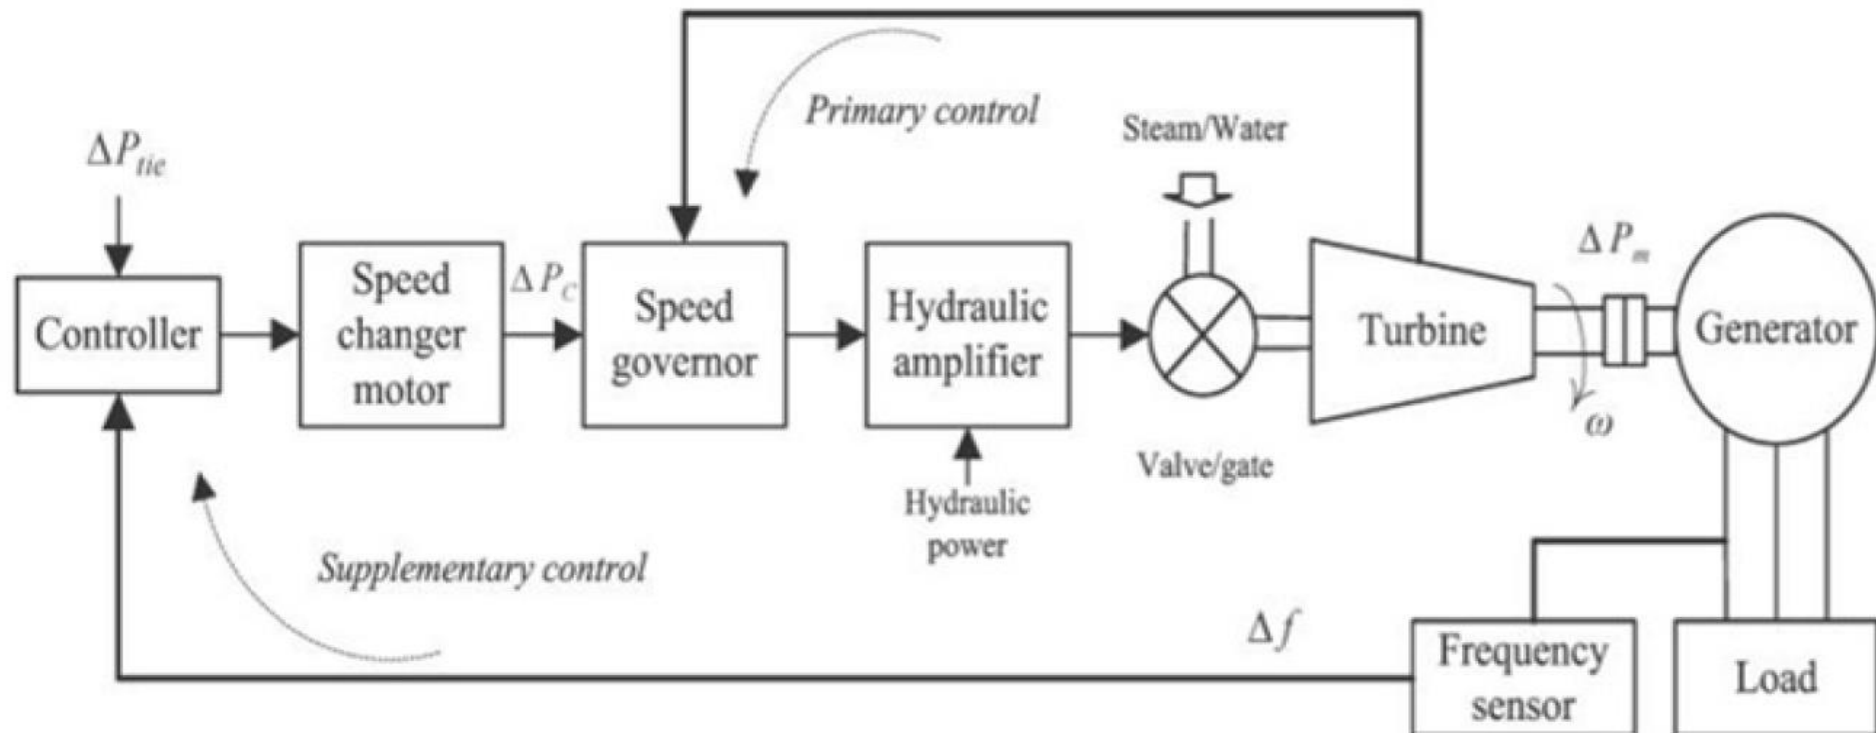 Primary control
Steam/Water
ΔP_tie
ΔP_m
Controller
Speed
changer
motor
ΔP_C
Speed
governor
Hydraulic
amplifier
Turbine
Generator
ω
Valve/gate
Hydraulic
power
Supplementary control
Δf
Frequency
sensor
Load